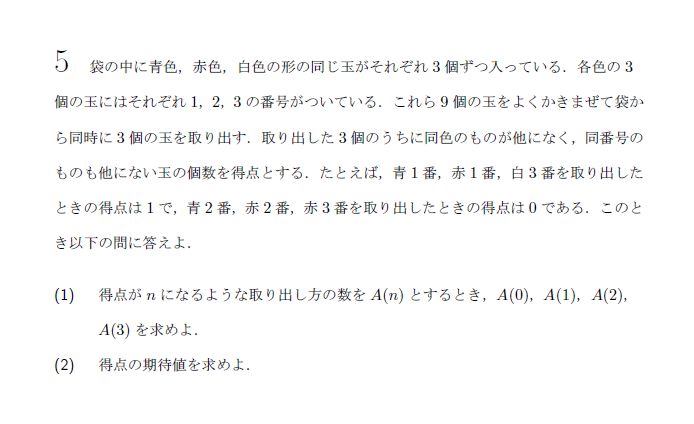 5 袋の中に青色，赤色，白色の形の同じ玉がそれぞれ 3 個ずつ入っている．各色の 3
個の玉にはそれぞれ 1，2，3 の番号がついている．これら 9 個の玉をよくかきまぜて袋か
ら同時に 3 個の玉を取り出す．取り出した 3 個のうちに同色のものが他になく，同番号の
ものも他にない玉の個数を得点とする．たとえば，青 1 番，赤 1 番，白 3 番を取り出した
ときの得点は 1 で，青 2 番，赤 2 番，赤 3 番を取り出したときの得点は 0 である．このと
き以下の問に答えよ．
(1) 得点が n になるような取り出し方の数を A(n) とするとき，A(0)，A(1)，A(2)，
A(3) を求めよ．
(2) 得点の期待値を求めよ．